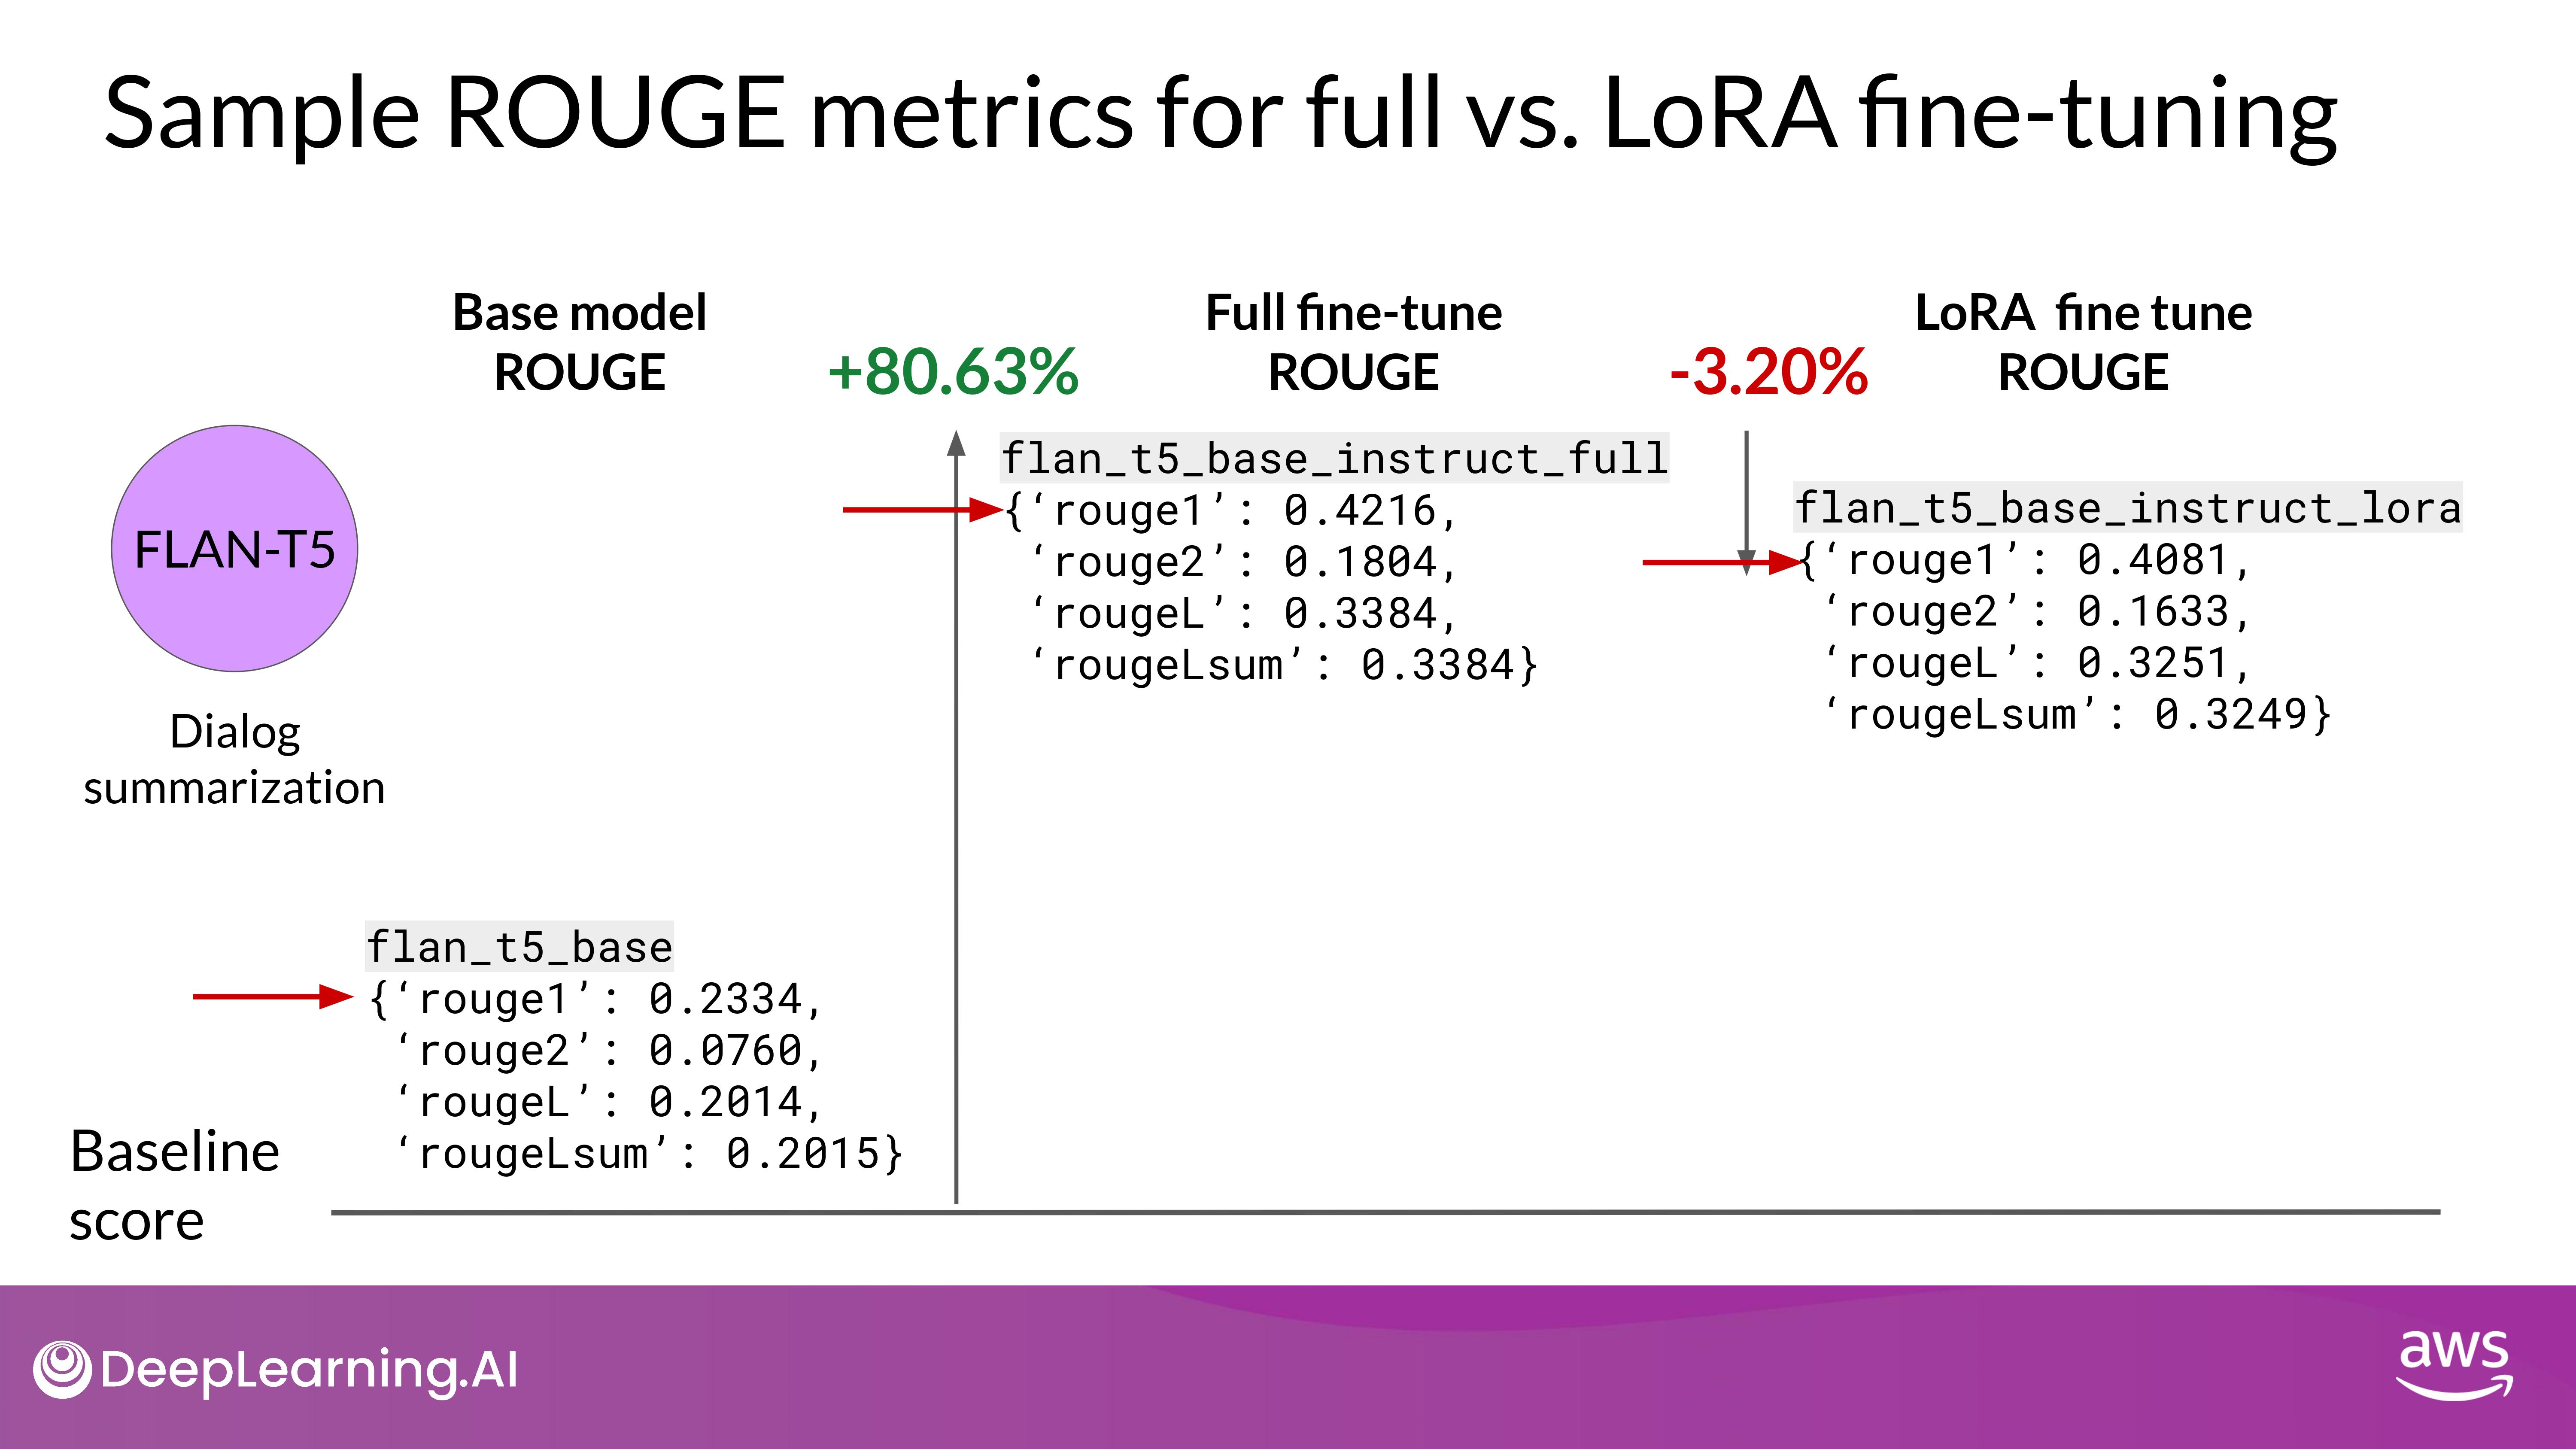 Sample ROUGE metrics for full vs. LoRA fine-tuning
Base model
ROUGE
+80.63%
Full fine-tune
ROUGE
-3.20%
LoRA  fine tune
ROUGE
FLAN-T5
Dialog
summarization
flan_t5_base
{‘rouge1’: 0.2334,
‘rouge2’: 0.0760,
‘rougeL’: 0.2014,
‘rougeLsum’: 0.2015}
flan_t5_base_instruct_full
{‘rouge1’: 0.4216,
‘rouge2’: 0.1804,
‘rougeL’: 0.3384,
‘rougeLsum’: 0.3384}
flan_t5_base_instruct_lora
{‘rouge1’: 0.4081,
‘rouge2’: 0.1633,
‘rougeL’: 0.3251,
‘rougeLsum’: 0.3249}
Baseline
score
DeepLearning.AI
aws